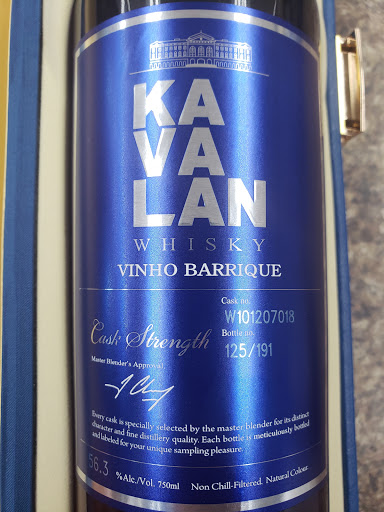 KA
VA
LAN
WHISKY
VINHO BARRIQUE
Cask no.
W101207018
Cask Strength
Bottle no.
125/191
Master Blender's Approval
Every cask is specially selected by the master blender for its distinct
character and fine distillery quality. Each bottle is meticulously bottled
and labeled for your unique sampling pleasure.
56.3 %Alc./Vol. 750ml Non Chill-Filtered. Natural Colour.